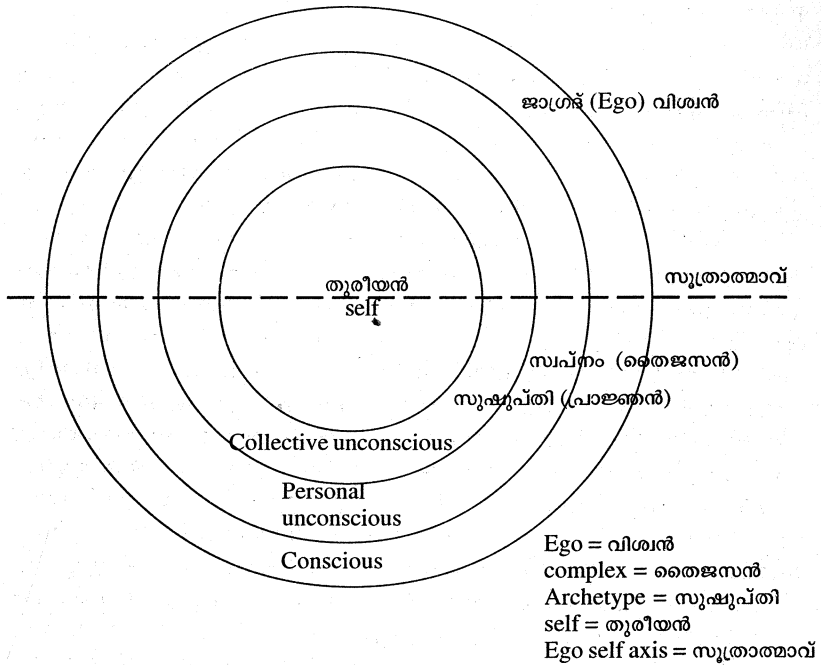 ജാഗ്രദ് (Ego) വിശ്വൻ
സൂത്രാത്മാവ്
തുരീയൻ
self
സ്വപ്നം (തൈജസൻ)
സുഷുപ്തി (പ്രാജ്ഞൻ)
Collective unconscious
Personal
unconscious
Conscious
Ego = വിശ്വൻ
complex = തൈജസൻ
Archetype = സുഷുപ്തി
self = തുരീയൻ
Ego self axis = സൂത്രാത്മാവ്